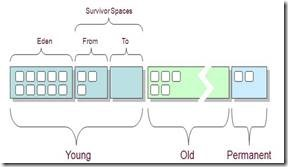 Survivor Spaces
Eden From To
Young Old Permanent